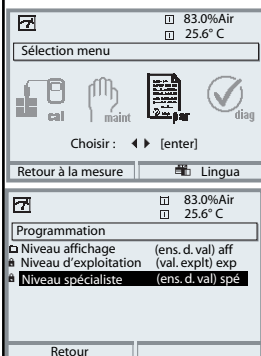 83.0%Air
25.6° C
Sélection menu
cal
maint
par
diag
Choisir : [enter]
Retour à la mesure
Lingua
83.0%Air
25.6° C
Programmation
Niveau affichage (ens. d. val) aff
Niveau d'exploitation (val. explt) exp
Niveau spécialiste (ens. d. val) spé
Retour